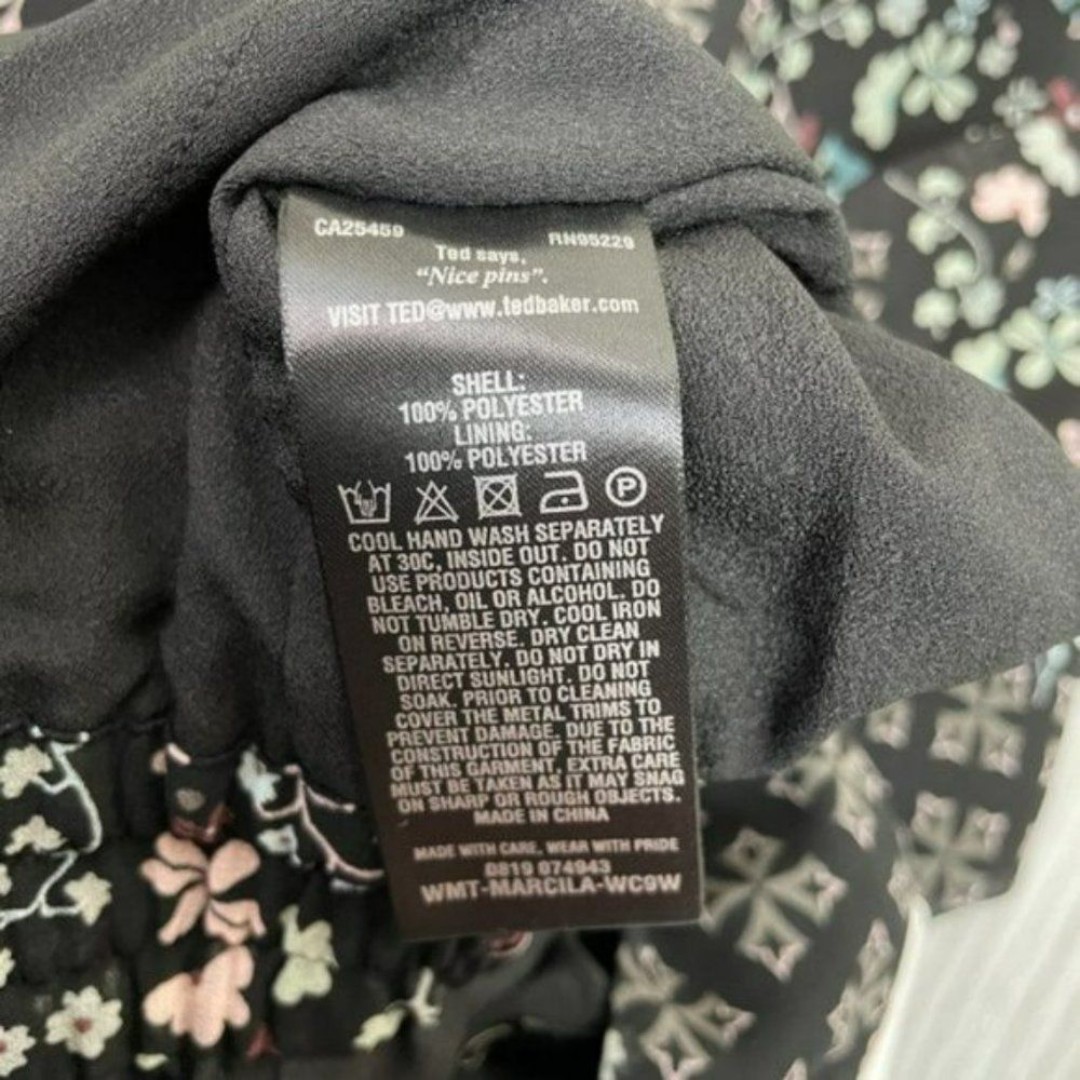 CA25459 RN95229
Ted says,
“Nice pins”.
VISIT TED@www.tedbaker.com
SHELL:
100% POLYESTER
LINING:
100% POLYESTER
P
COOL HAND WASH SEPARATELY
AT 30C, INSIDE OUT. DO NOT
USE PRODUCTS CONTAINING
BLEACH, OIL OR ALCOHOL. DO
NOT TUMBLE DRY. COOL IRON
ON REVERSE. DRY CLEAN
SEPARATELY. DO NOT DRY IN
DIRECT SUNLIGHT. DO NOT
SOAK. PRIOR TO CLEANING
COVER THE METAL TRIMS TO
PREVENT DAMAGE. DUE TO THE
CONSTRUCTION OF THE FABRIC
OF THIS GARMENT, EXTRA CARE
MUST BE TAKEN AS IT MAY SNAG
ON SHARP OR ROUGH OBJECTS.
MADE IN CHINA
MADE WITH CARE, WEAR WITH PRIDE
0819 074943
WMT-MARCILA-WC9W